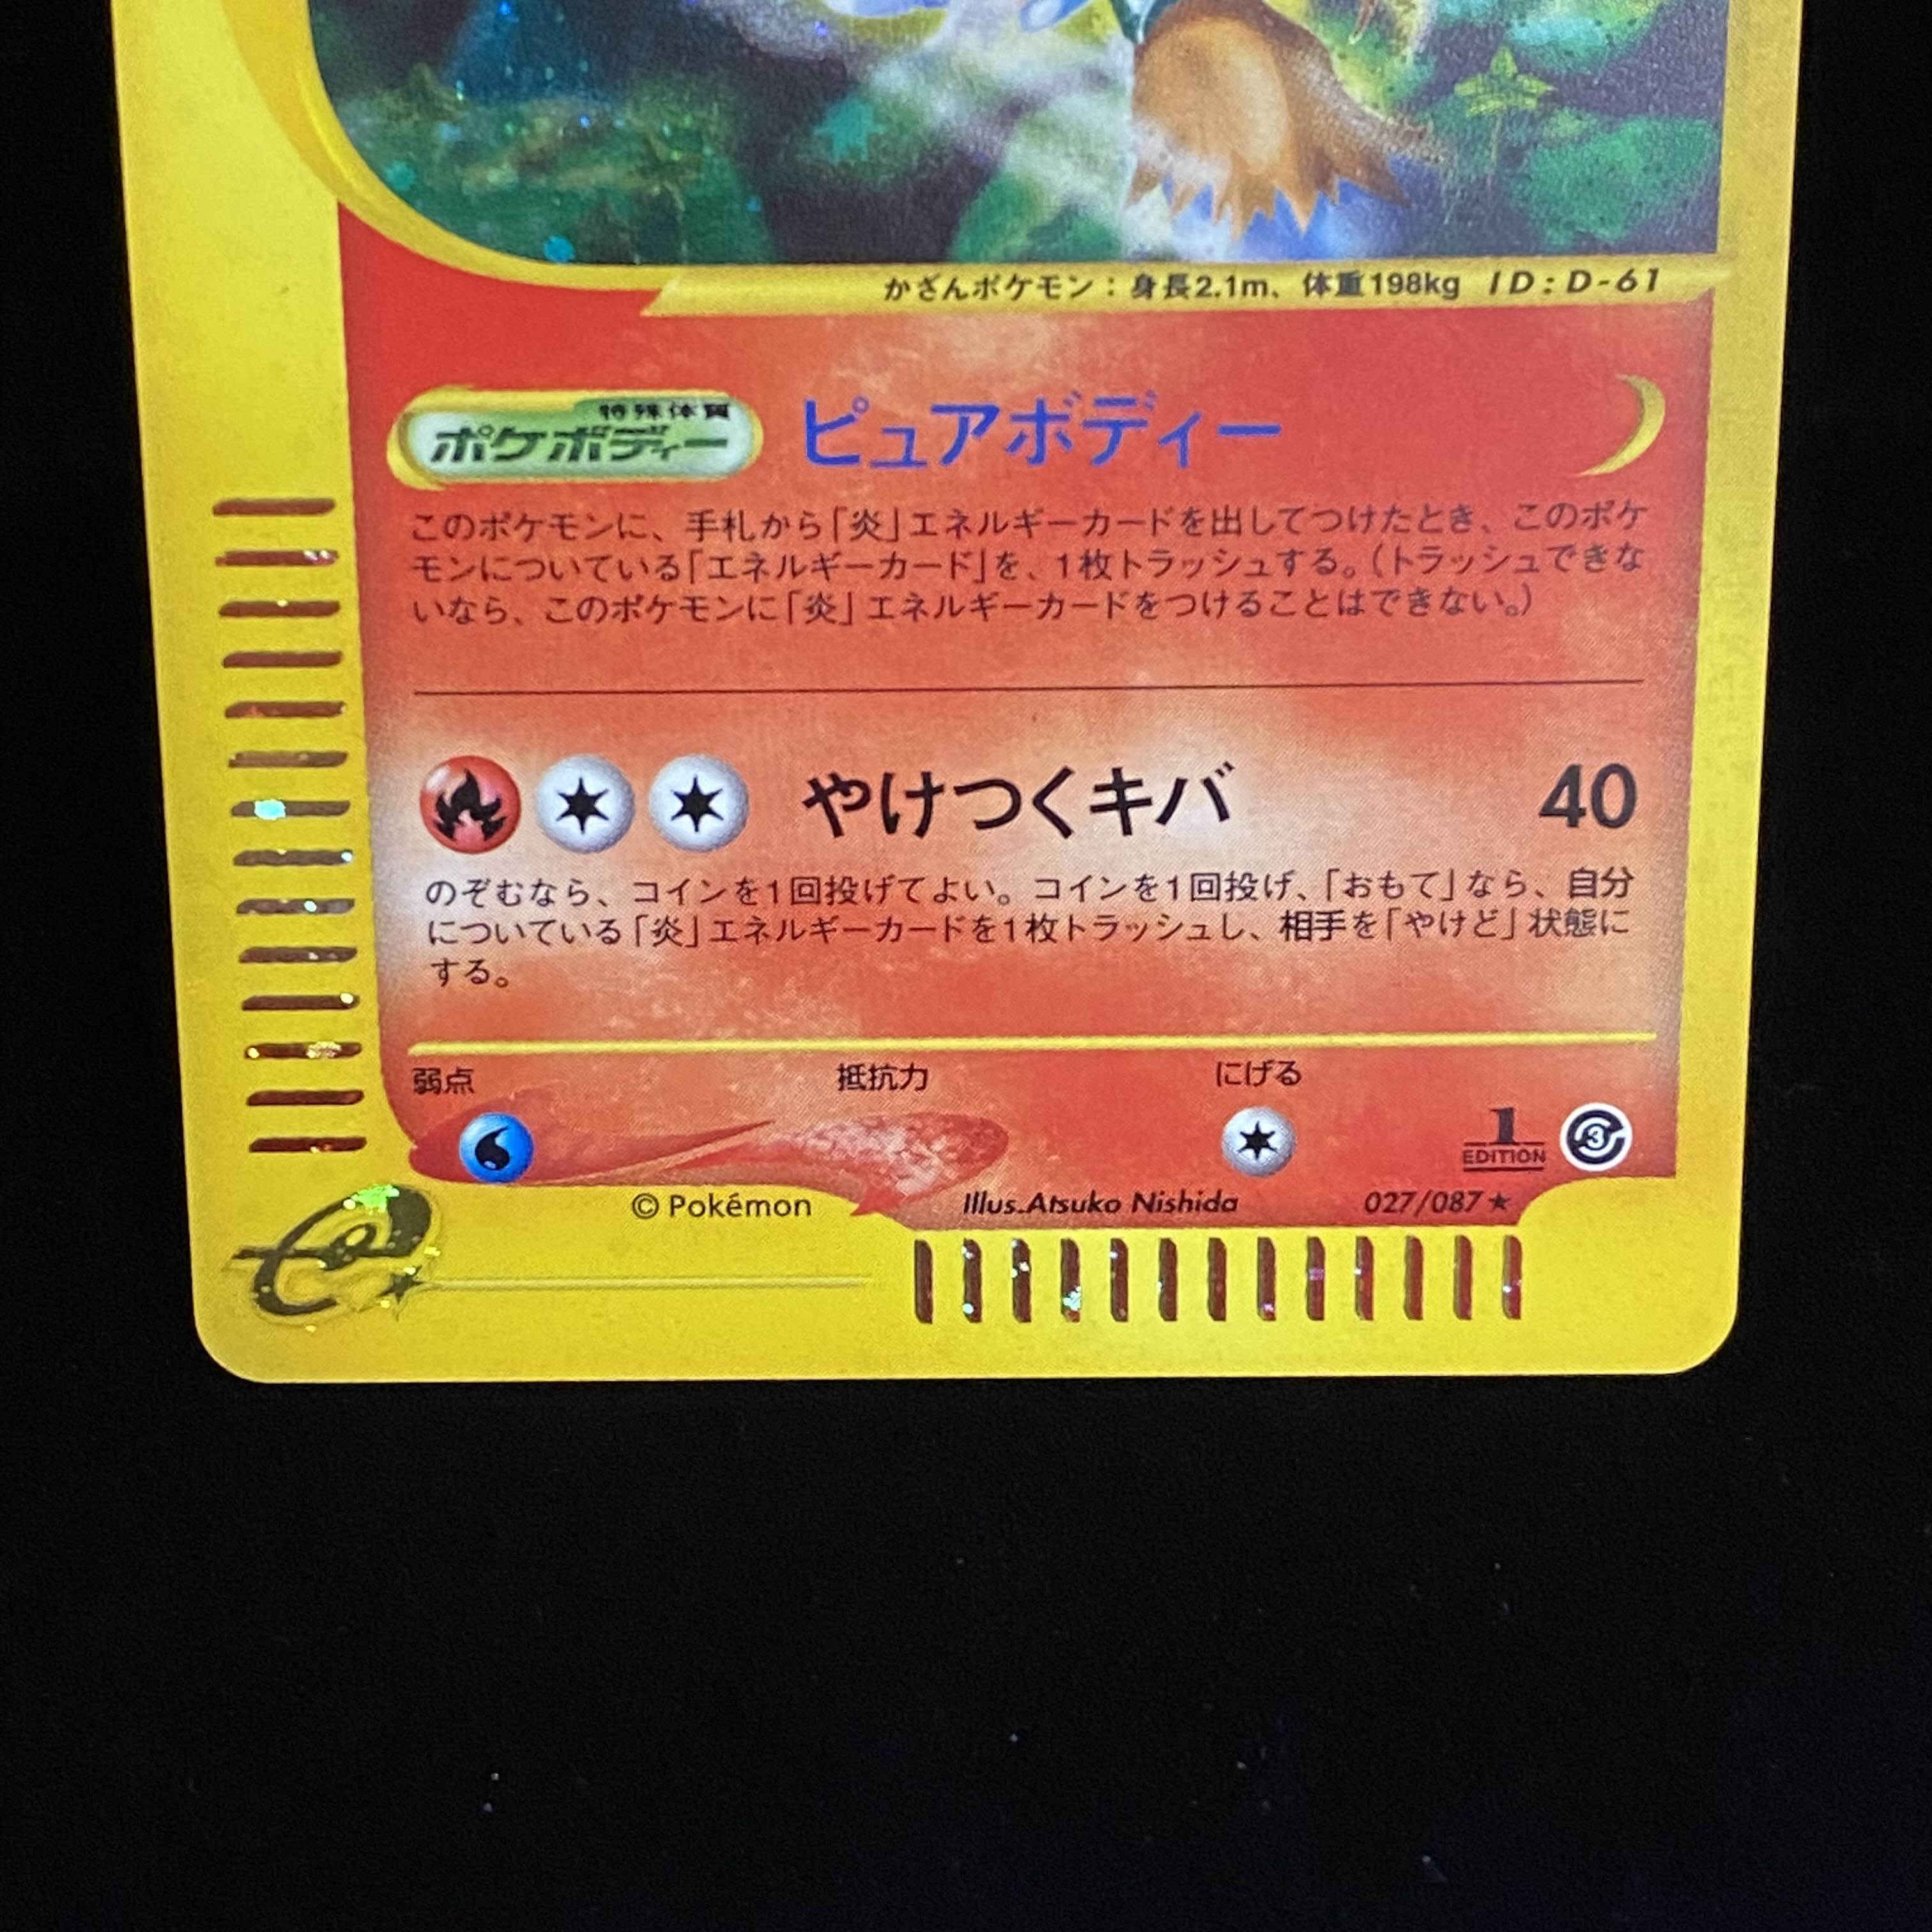 かざんポケモン：身長2.1m、体重198kg ID:D-61
特殊体質
ポケボディー ピュアボディー
このポケモンに、手札から「炎」エネルギーカードを出してつけたとき、このポケ
モンについている「エネルギーカード」を、1枚トラッシュする。（トラッシュできな
いなら、このポケモンに「炎」エネルギーカードをつけることはできない。）
やけつくキバ 40
のぞむなら、コインを1回投げてよい。コインを1回投げ、「おもて」なら、自分
についている「炎」エネルギーカードを1枚トラッシュし、相手を「やけど」状態に
する。
弱点 抵抗力 にげる
1
EDITION
3
© Pokémon Illus.Atsuko Nishida 027/087★
e